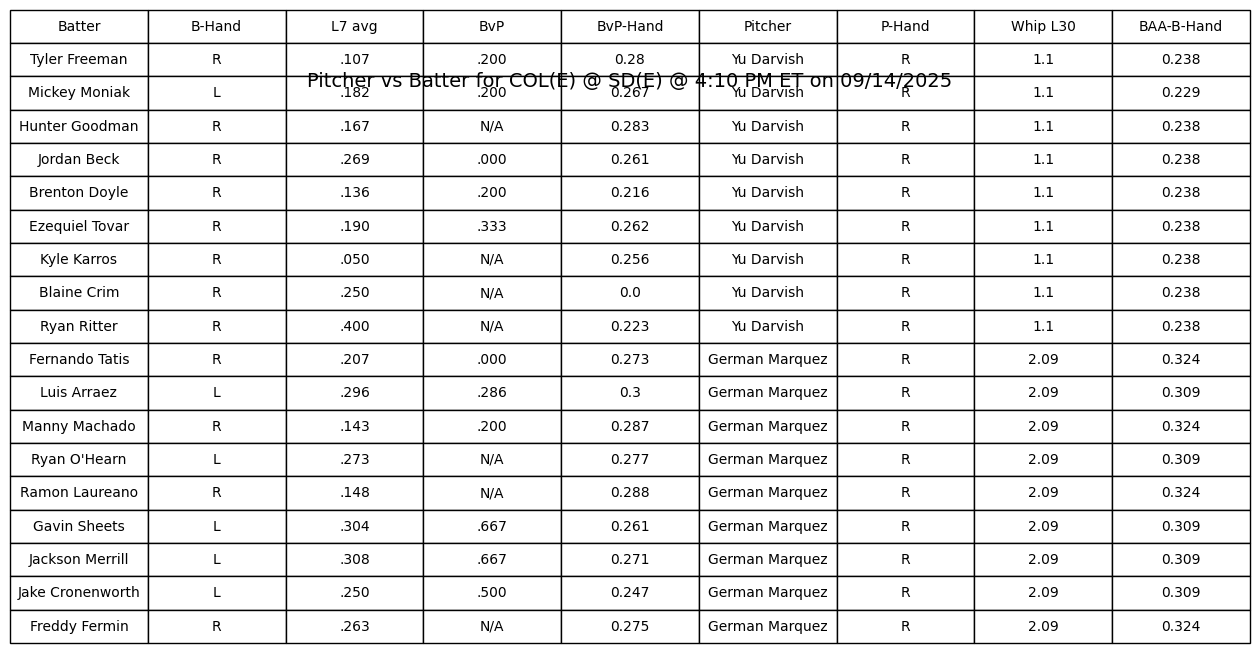 Batter B-Hand L7 avg BvP BvP-Hand Pitcher P-Hand Whip L30 BAA-B-Hand
Tyler Freeman R .107 .200 0.28 Yu Darvish R 1.1 0.238
Pitcher vs Batter for COL(E) @ SD(E) @ 4:10 PM ET on 09/14/2025
Mickey Moniak L .182 .200 0.267 Yu Darvish R 1.1 0.229
Hunter Goodman R .167 N/A 0.283 Yu Darvish R 1.1 0.238
Jordan Beck R .269 .000 0.261 Yu Darvish R 1.1 0.238
Brenton Doyle R .136 .200 0.216 Yu Darvish R 1.1 0.238
Ezequiel Tovar R .190 .333 0.262 Yu Darvish R 1.1 0.238
Kyle Karros R .050 N/A 0.256 Yu Darvish R 1.1 0.238
Blaine Crim R .250 N/A 0.0 Yu Darvish R 1.1 0.238
Ryan Ritter R .400 N/A 0.223 Yu Darvish R 1.1 0.238
Fernando Tatis R .207 .000 0.273 German Marquez R 2.09 0.324
Luis Arraez L .296 .286 0.3 German Marquez R 2.09 0.309
Manny Machado R .143 .200 0.287 German Marquez R 2.09 0.324
Ryan O'Hearn L .273 N/A 0.277 German Marquez R 2.09 0.309
Ramon Laureano R .148 N/A 0.288 German Marquez R 2.09 0.324
Gavin Sheets L .304 .667 0.261 German Marquez R 2.09 0.309
Jackson Merrill L .308 .667 0.271 German Marquez R 2.09 0.309
Jake Cronenworth L .250 .500 0.247 German Marquez R 2.09 0.309
Freddy Fermin R .263 N/A 0.275 German Marquez R 2.09 0.324